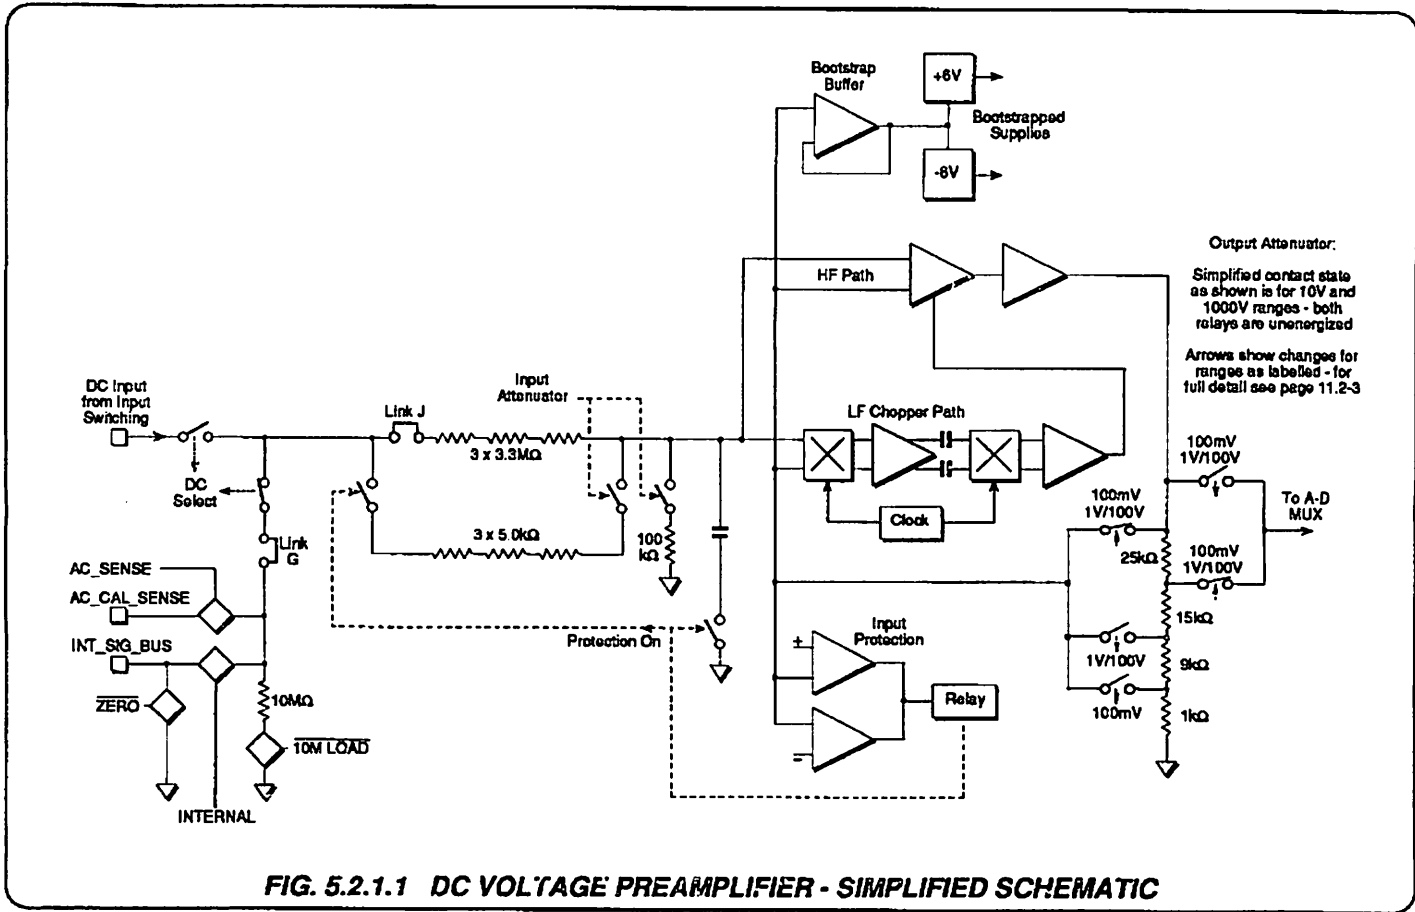 Bootstrap
Buffer
+6V
Bootstrapped
Supplies
-6V
Output Attenuator:
Simplified contact state
as shown is for 10V and
1000V ranges - both
relays are unenergized
Arrows show changes for
ranges as labelled - for
full detail see page 11.2-3
HF Path
DC Input
from Input
Switching
Link J
Input
Attenuator
LF Chopper Path
3 x 3.3MΩ
DC
Select
100mV
1V/100V
To A-D
MUX
100mV
1V/100V
Clock
3 x 5.0kΩ
100
kΩ
Link
G
25kΩ
100mV
1V/100V
AC_SENSE
AC_CAL_SENSE
15kΩ
INT_SIG_BUS
Protection On
Input
Protection
+
1V/100V
9kΩ
ZERO
10MΩ
Relay
100mV
1kΩ
10M LOAD
-
INTERNAL
FIG. 5.2.1.1 DC VOLTAGE PREAMPLIFIER - SIMPLIFIED SCHEMATIC